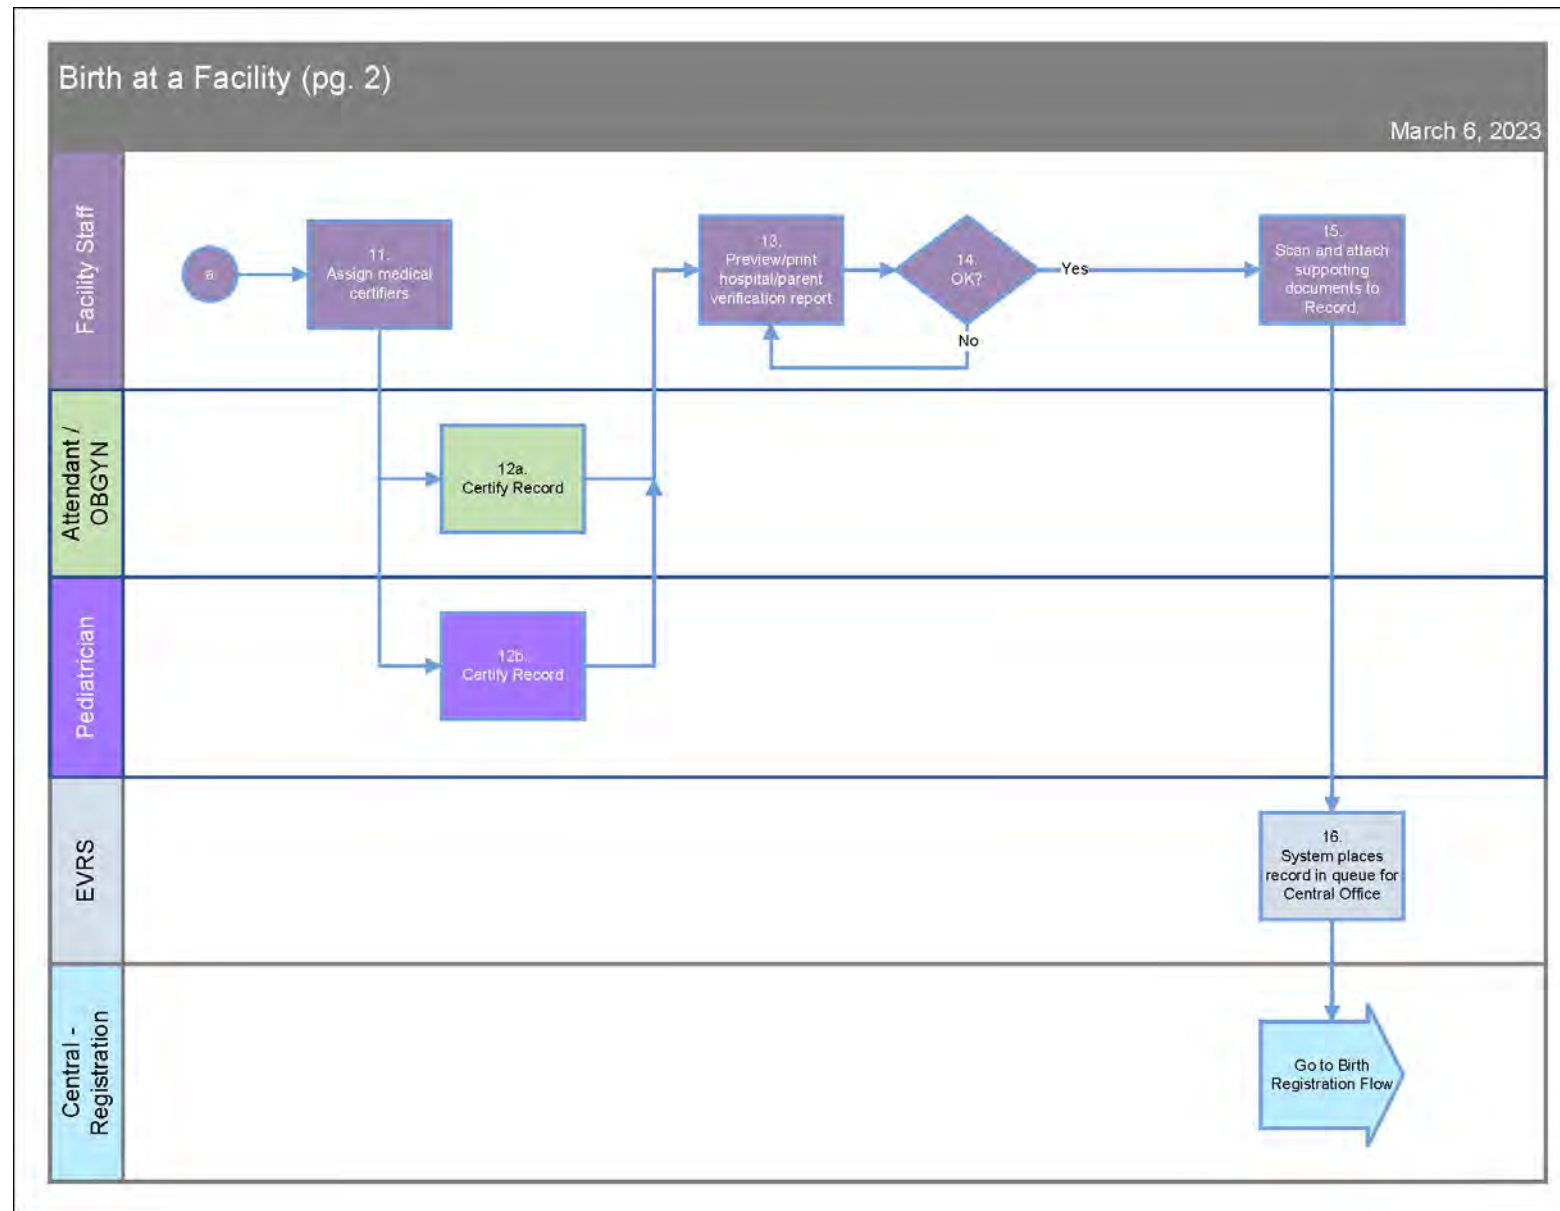 Birth at a Facility (pg. 2)
March 6, 2023
Facility Staff
a
11.
Assign medical
certifiers
13.
Preview/print
hospital/parent
verification report
14.
OK?
Yes
No
15.
Scan and attach
supporting
documents to
Record.
Attendant /
OBGYN
12a.
Certify Record
Pediatrician
12b.
Certify Record
EVRS
16.
System places
record in queue for
Central Office
Central -
Registration
Go to Birth
Registration Flow